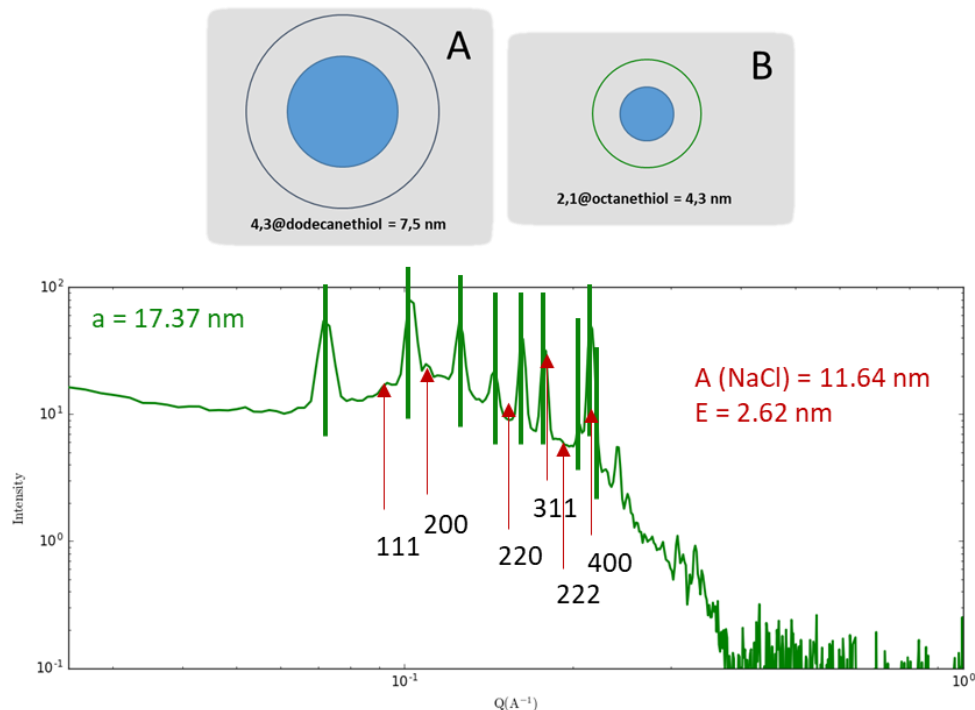 A
4,3@dodecanethiol = 7,5 nm
B
2,1@octanethiol = 4,3 nm
10²
a = 17.37 nm
A (NaCl) = 11.64 nm
E = 2.62 nm
10¹
Intensity
111
200
220
311
222
400
10⁰
10⁻¹
10⁻¹
10⁰
Q(A⁻¹)